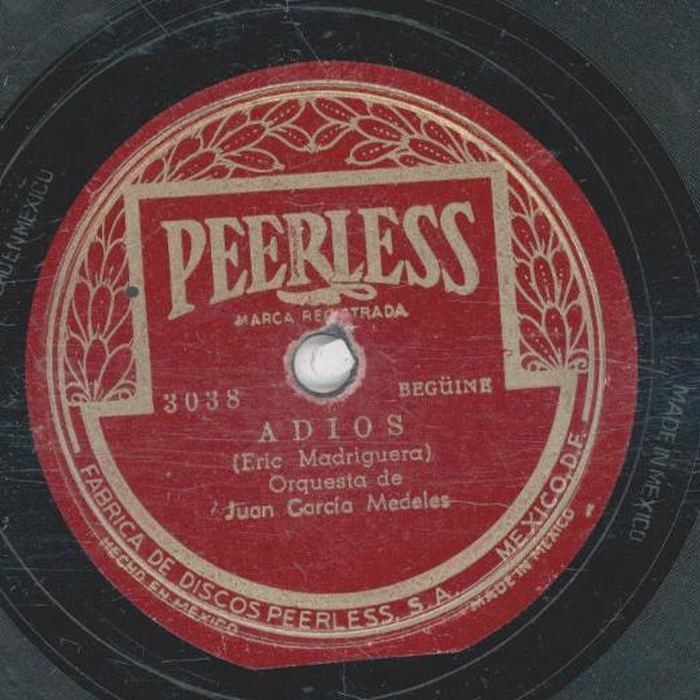 PEERLESS
MARCA REGISTRADA
3038
BEGÜINE
ADIOS
(Eric Madriguera)
Orquesta de
Juan García Medeles
FABRICA DE DISCOS PEERLESS, S. A. MEXICO, D.F.
HECHO EN MEXICO
MADE IN MEXICO
MADE IN MEXICO